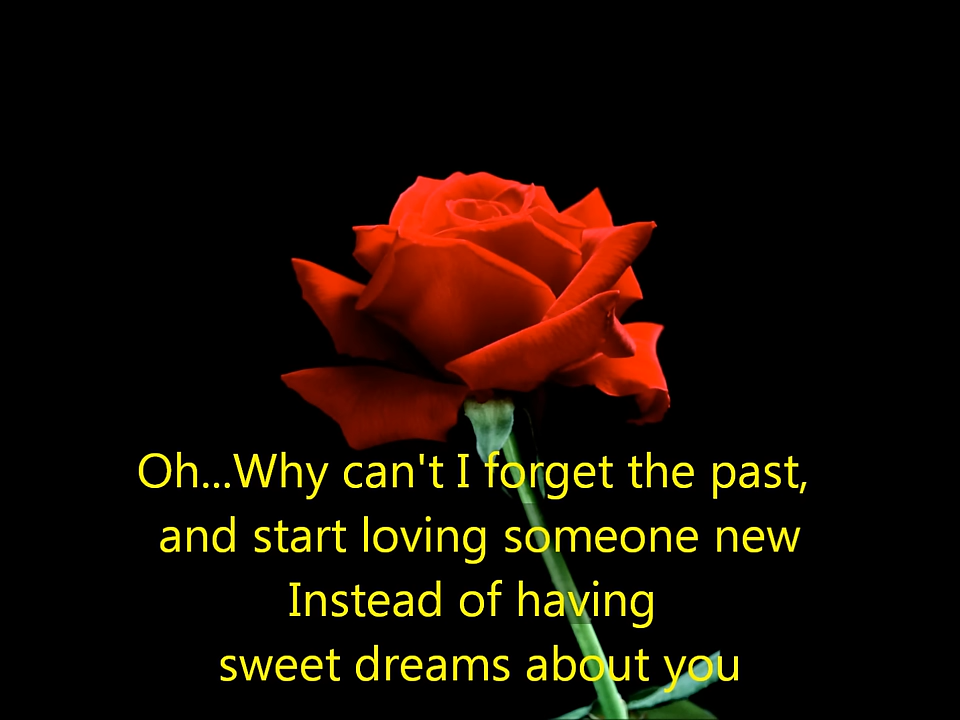 Oh...Why can't I forget the past,
and start loving someone new
Instead of having
sweet dreams about you